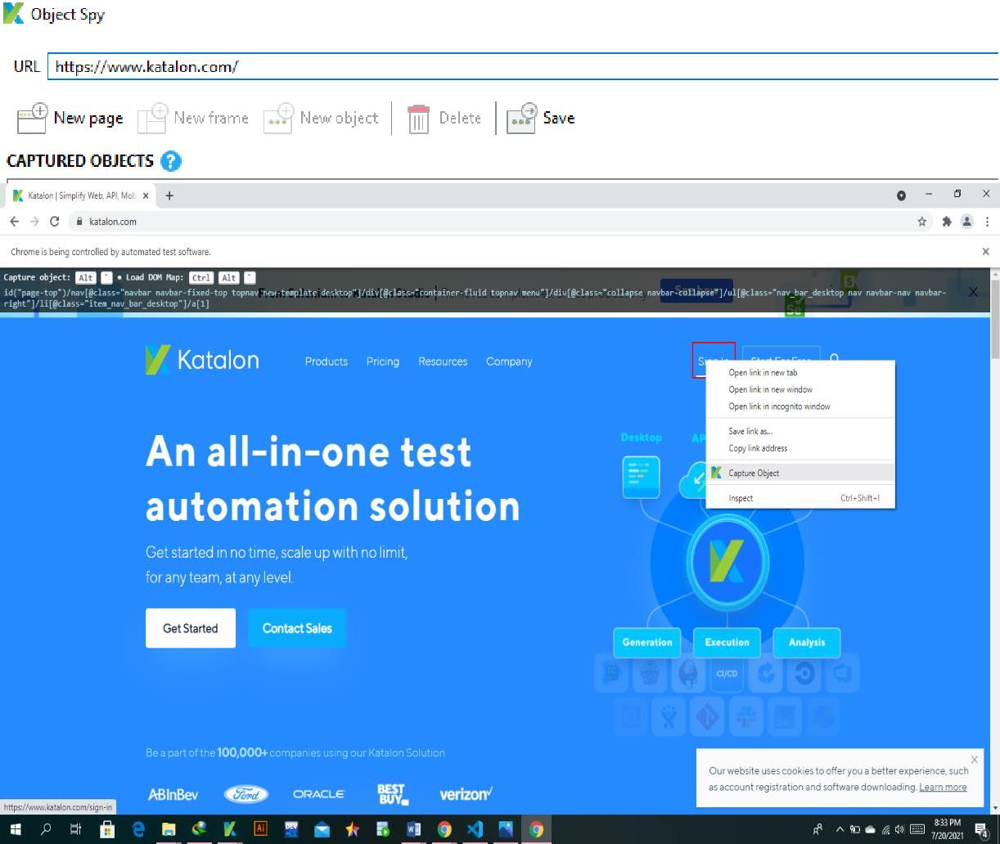 Object Spy
URL https://www.katalon.com/
New page New frame New object Delete Save
CAPTURED OBJECTS ?
Katalon | Simplify Web, API, Mob
katalon.com
Chrome is being controlled by automated test software.
Capture object: Alt ` • Load DOM Map: Ctrl Alt `
id("page-top")/nav[@class="navbar navbar-fixed-top topnav new-template desktop"]/div[@class="container-fluid topnav menu"]/div[@class="collapse navbar-collapse"]/ul[@class="nav_bar_desktop nav navbar-nav navbar-
right"]/li[@class="item_nav_bar_desktop"]/a[1]
Katalon Products Pricing Resources Company Sign In Start For Free
Open link in new tab
Open link in new window
Open link in incognito window
Save link as...
Copy link address
Capture Object
Inspect Ctrl+Shift+I
An all-in-one test
automation solution
Get started in no time, scale up with no limit,
for any team, at any level.
Get Started Contact Sales
Desktop AP
Generation Execution Analysis
TC CI/CD
Be a part of the 100,000+ companies using our Katalon Solution
ABInBev Ford ORACLE BEST BUY verizon✓
Our website uses cookies to offer you a better experience, such
as account registration and software downloading. Learn more
https://www.katalon.com/sign-in
Ai DEV W
8:33 PM
7/20/2021
4